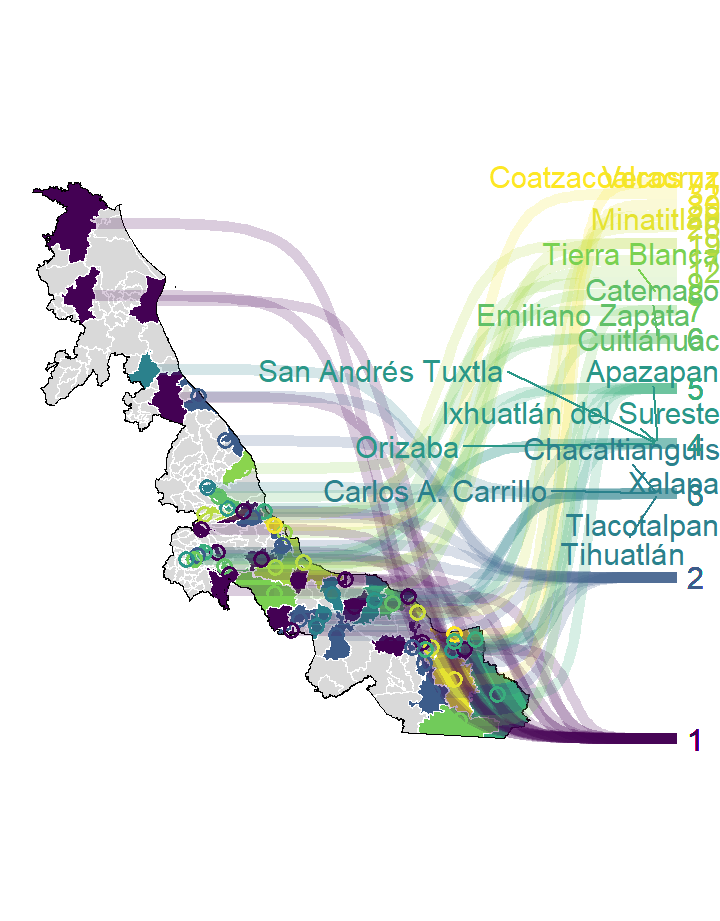 Coatzacoalcos
Veracruz
Minatitlán
Tierra Blanca
Catemaco
Emiliano Zapata
7
6
Cuitláhuac
San Andrés Tuxtla
Apazapan
5
Ixhuatlán del Sureste
Orizaba
4
Chacaltianguis
Carlos A. Carrillo
Xalapa
3
Tlacotalpan
Tihuatlán
2
1